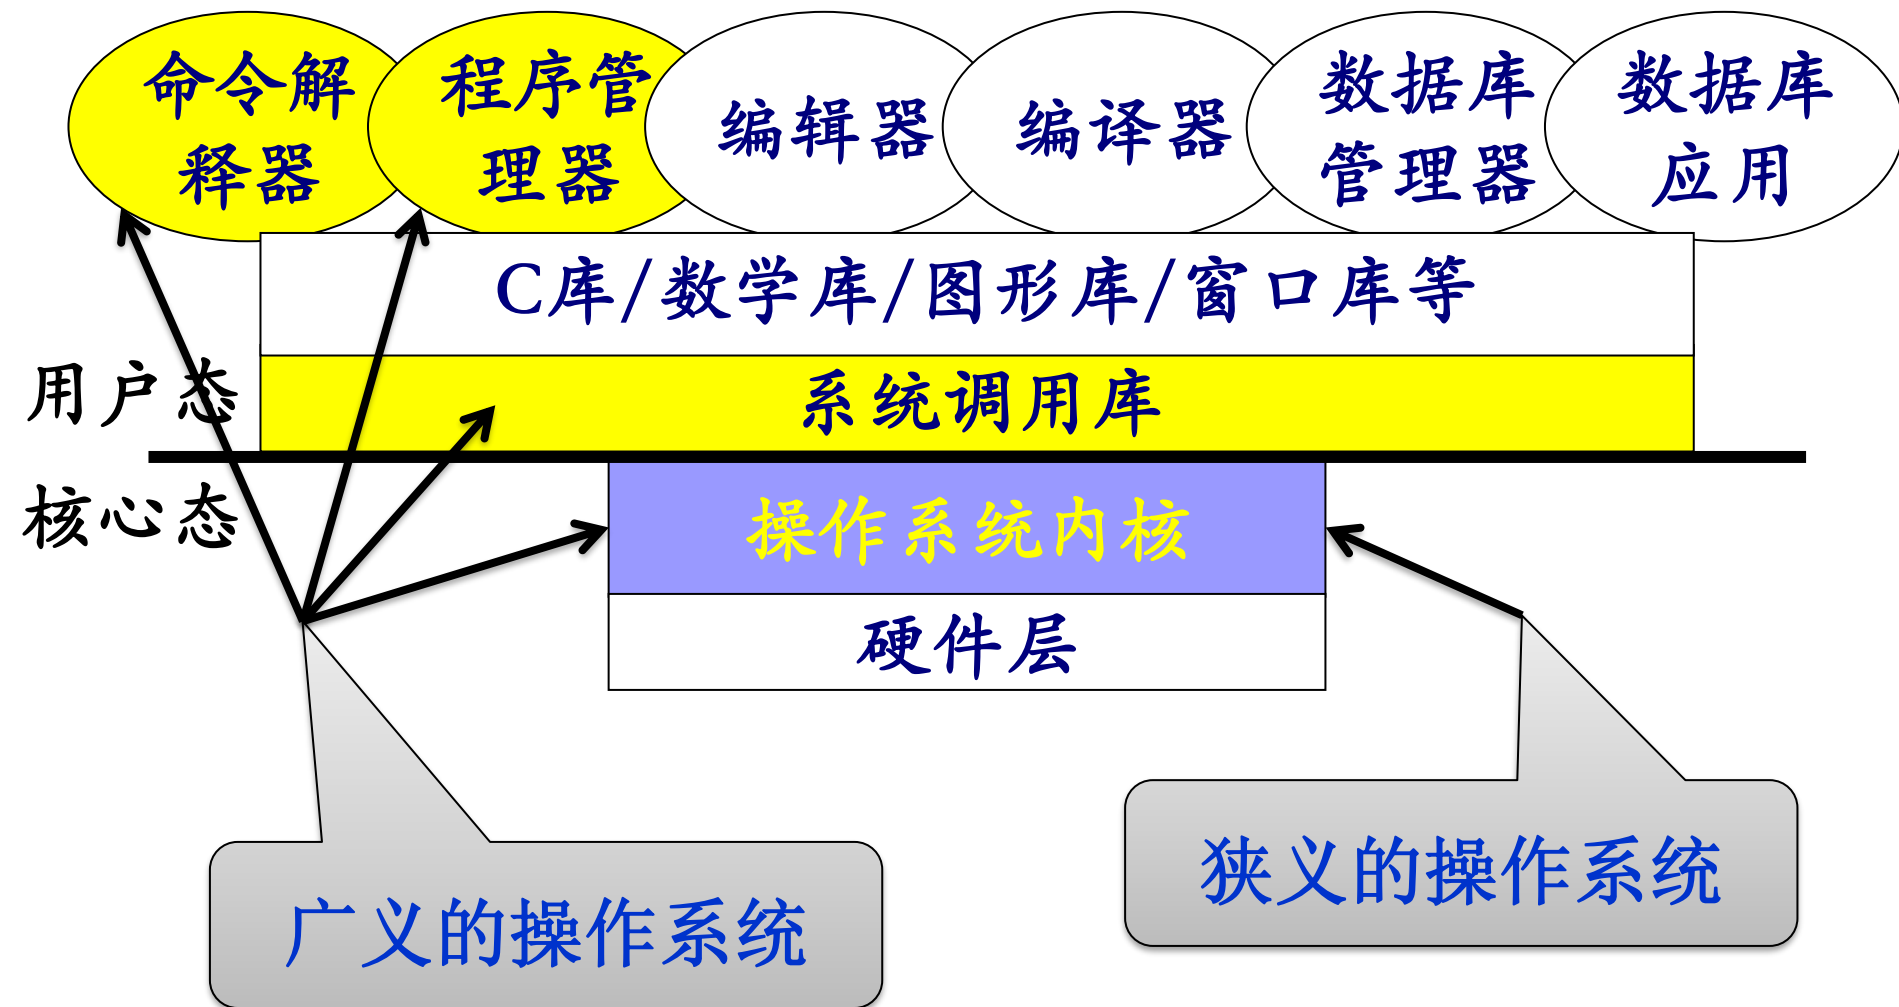 命令解
释器
程序管
理器
编辑器
编译器
数据库
管理器
数据库
应用
C库/数学库/图形库/窗口库等
用户态
系统调用库
核心态
操作系统内核
硬件层
狭义的操作系统
广义的操作系统